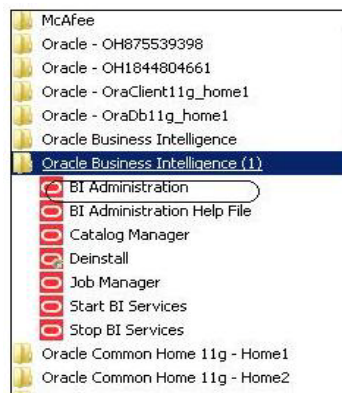 McAfee
Oracle - OH875539398
Oracle - OH1844804661
Oracle - OraClient11g_home1
Oracle - OraDb11g_home1
Oracle Business Intelligence
Oracle Business Intelligence (1)
BI Administration
BI Administration Help File
Catalog Manager
Deinstall
Job Manager
Start BI Services
Stop BI Services
Oracle Common Home 11g - Home1
Oracle Common Home 11g - Home2